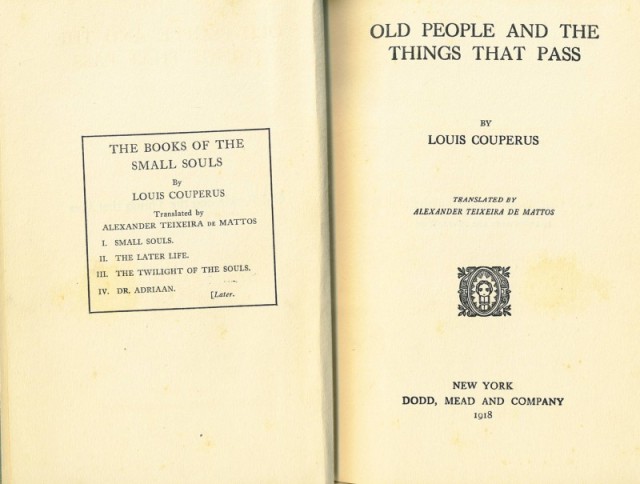 THE BOOKS OF THE
SMALL SOULS
By
LOUIS COUPERUS
Translated by
ALEXANDER TEIXEIRA DE MATTOS
I. SMALL SOULS.
II. THE LATER LIFE.
III. THE TWILIGHT OF THE SOULS.
IV. DR. ADRIAAN. [Later.
OLD PEOPLE AND THE
THINGS THAT PASS
BY
LOUIS COUPERUS
TRANSLATED BY
ALEXANDER TEIXEIRA DE MATTOS
NEW YORK
DODD, MEAD AND COMPANY
1918